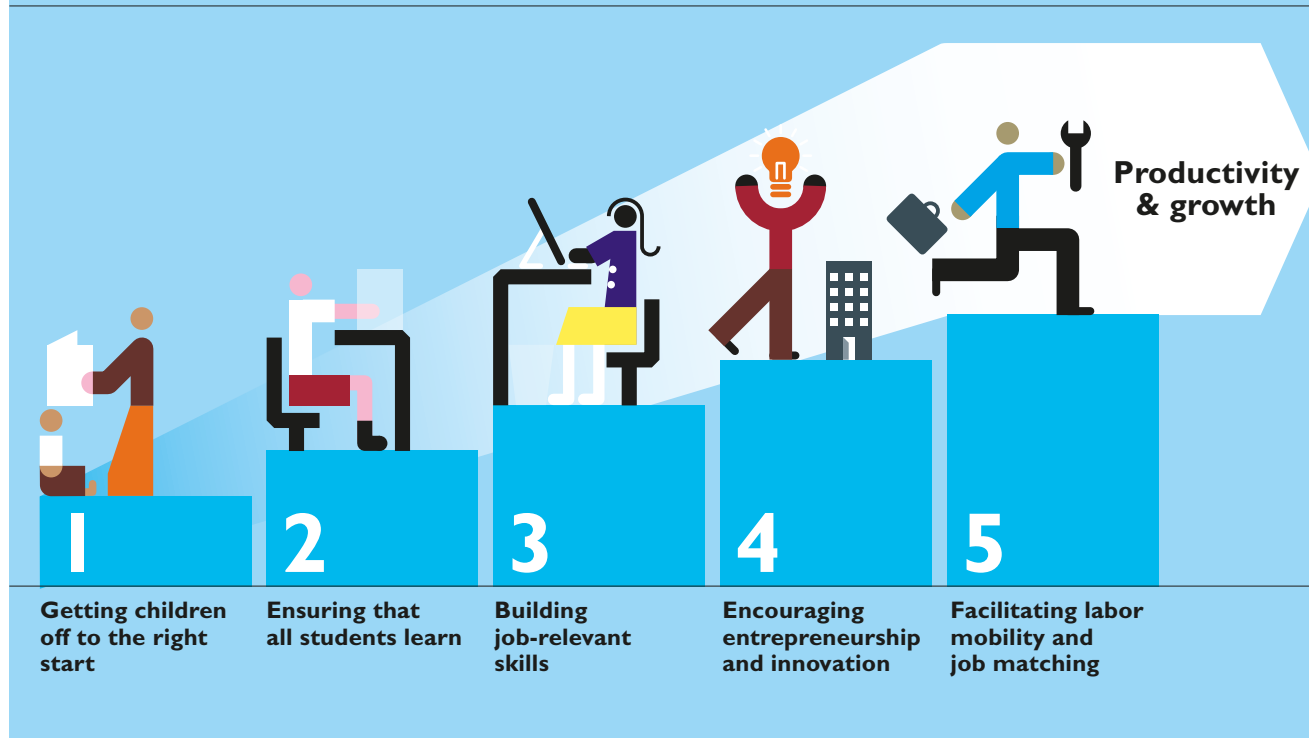 Productivity
& growth
1
Getting children
off to the right
start
2
Ensuring that
all students learn
3
Building
job-relevant
skills
4
Encouraging
entrepreneurship
and innovation
5
Facilitating labor
mobility and
job matching